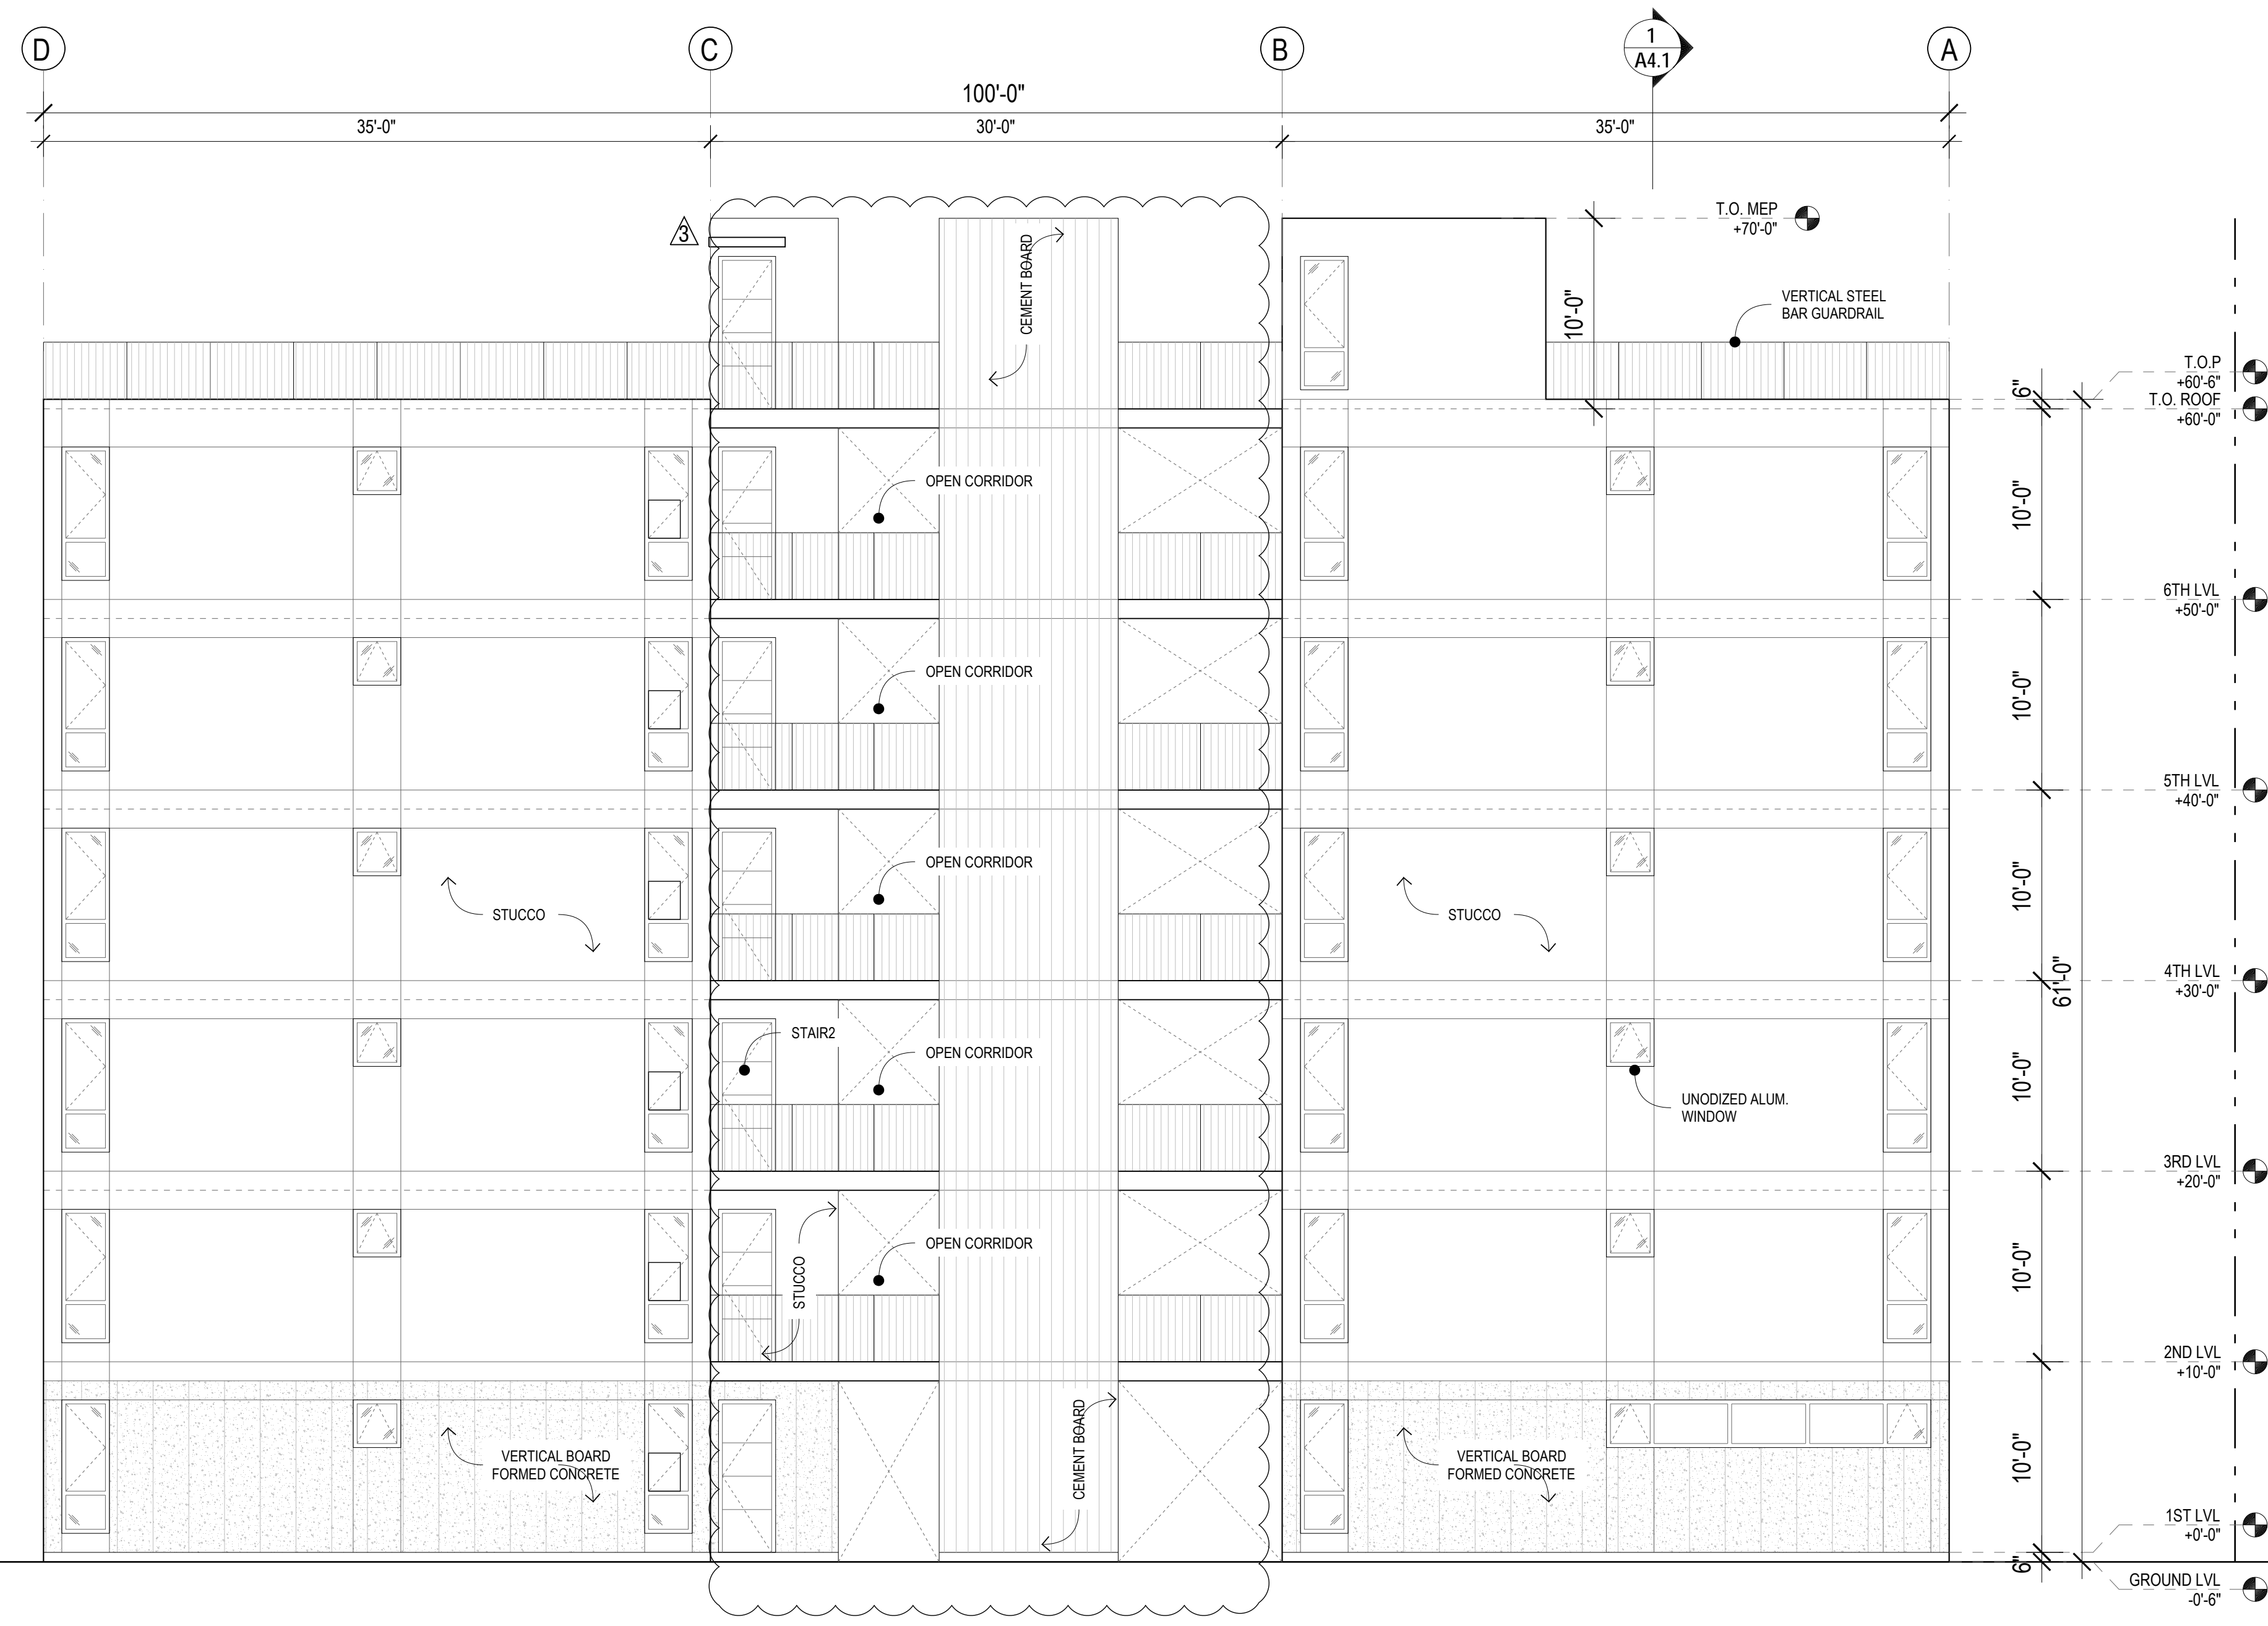 D
C
B
1
A4.1
A
100'-0"
35'-0"
30'-0"
35'-0"
3
CEMENT BOARD
T.O. MEP
+70'-0"
10'-0"
VERTICAL STEEL
BAR GUARDRAIL
T.O.P
+60'-6"
6"
T.O. ROOF
+60'-0"
OPEN CORRIDOR
10'-0"
6TH LVL
+50'-0"
OPEN CORRIDOR
10'-0"
5TH LVL
+40'-0"
OPEN CORRIDOR
10'-0"
STUCCO
STUCCO
4TH LVL
+30'-0"
61'-0"
STAIR2
OPEN CORRIDOR
10'-0"
UNODIZED ALUM.
WINDOW
3RD LVL
+20'-0"
STUCCO
OPEN CORRIDOR
10'-0"
2ND LVL
+10'-0"
VERTICAL BOARD
FORMED CONCRETE
CEMENT BOARD
VERTICAL BOARD
FORMED CONCRETE
10'-0"
1ST LVL
+0'-0"
6"
GROUND LVL
-0'-6"